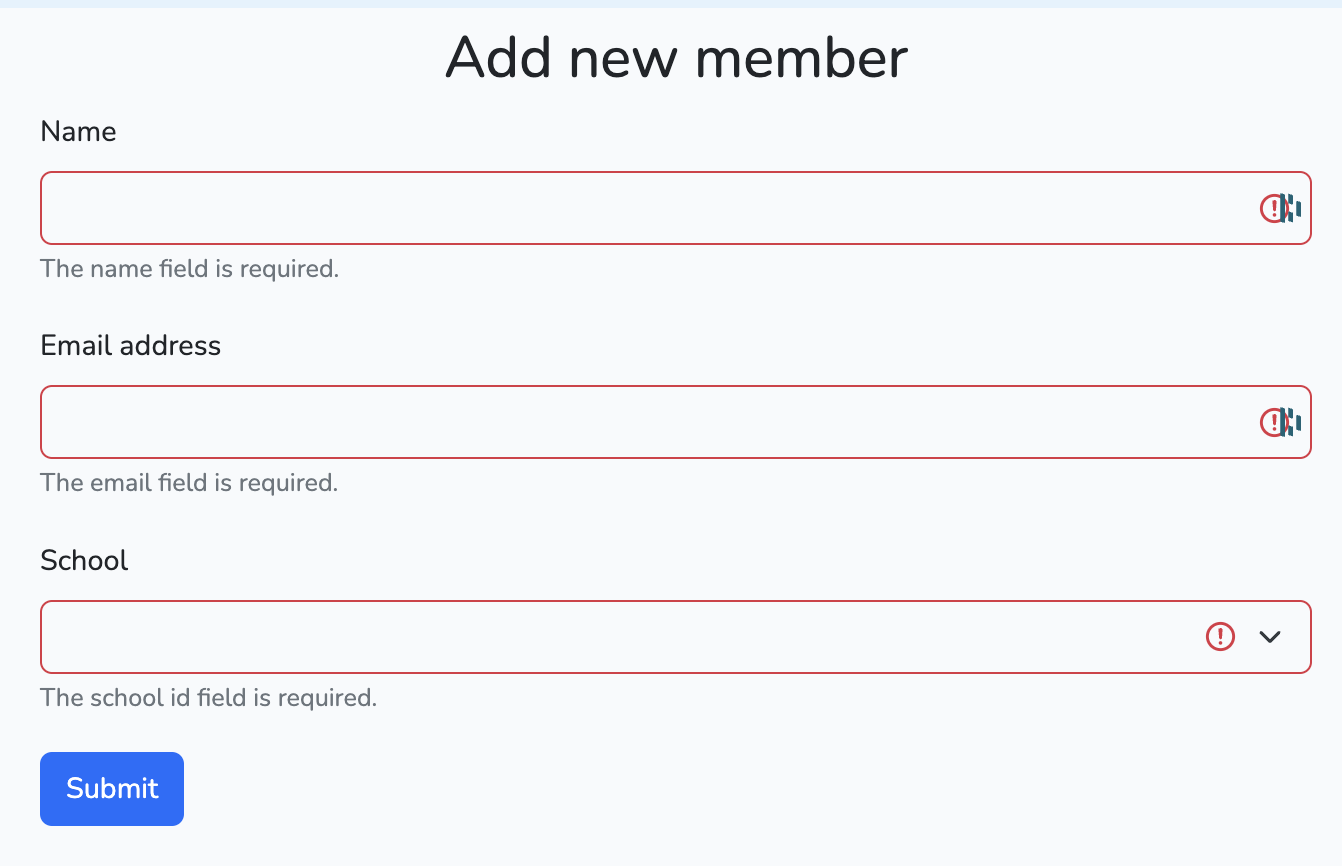 Add new member
Name
The name field is required.
Email address
The email field is required.
School
The school id field is required.
Submit